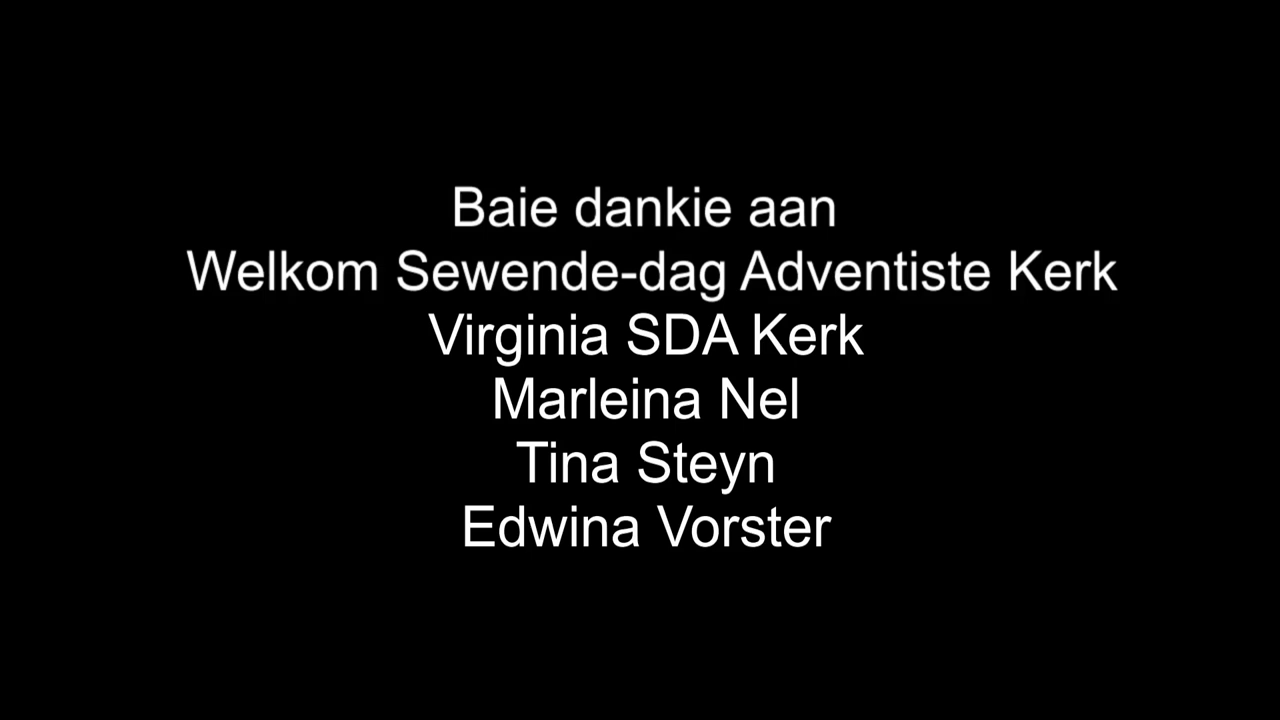 Baie dankie aan
Welkom Sewende-dag Adventiste Kerk
Virginia SDA Kerk
Marleina Nel
Tina Steyn
Edwina Vorster